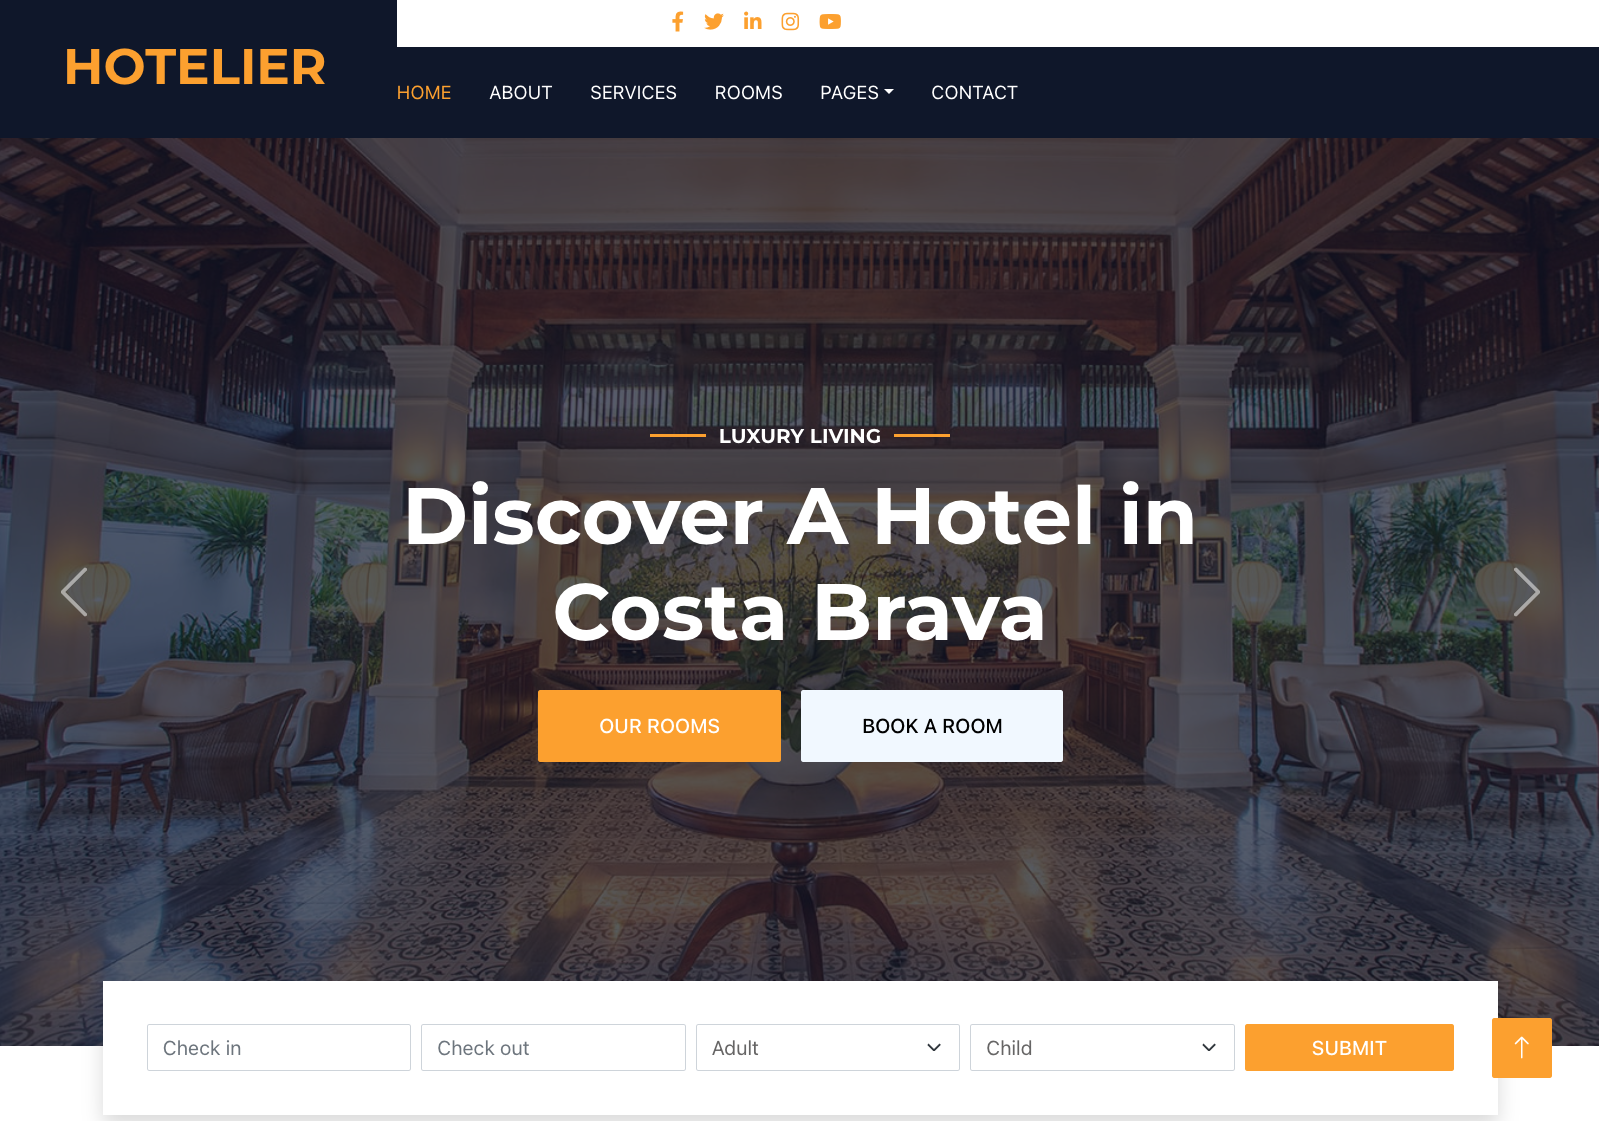 HOTELIER
HOME ABOUT SERVICES ROOMS PAGES CONTACT
LUXURY LIVING
Discover A Hotel in
Costa Brava
OUR ROOMS BOOK A ROOM
Check in Check out Adult Child SUBMIT